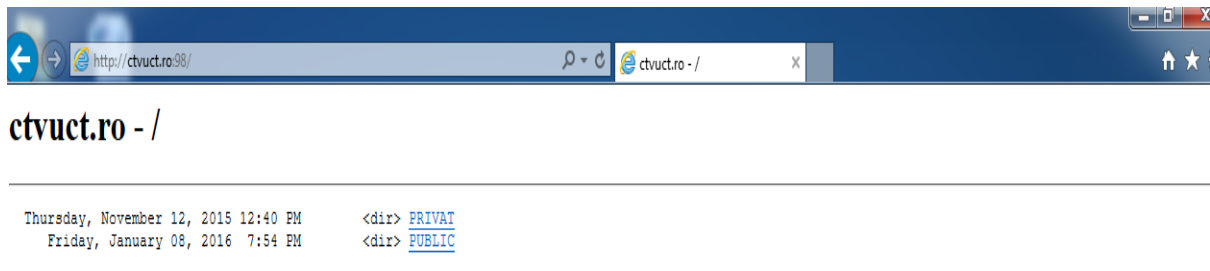 http://ctvuct.ro:98/
ctvuct.ro - /
ctvuct.ro - /
Thursday, November 12, 2015 12:40 PM <dir> PRIVAT
Friday, January 08, 2016 7:54 PM <dir> PUBLIC